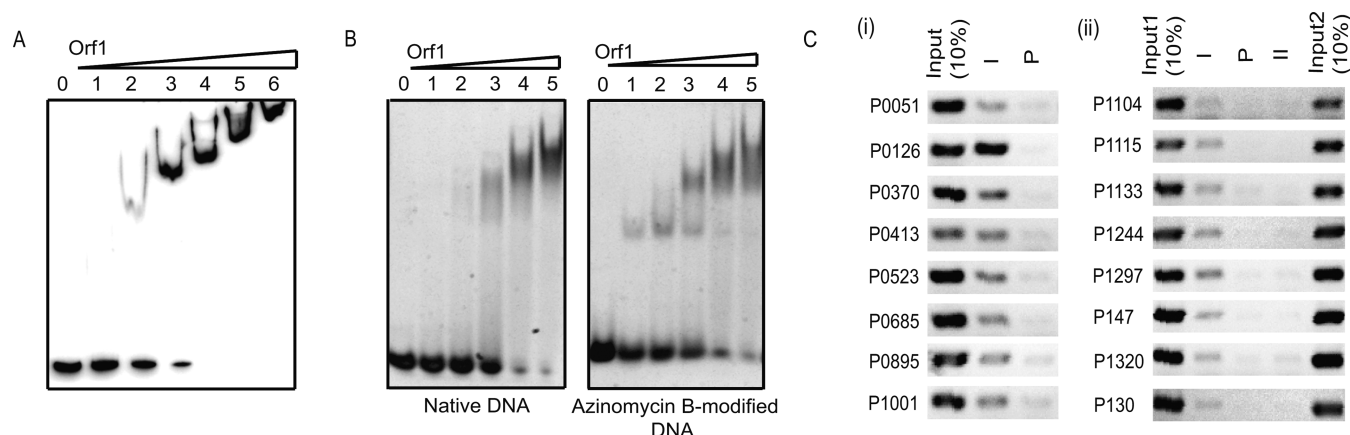 A
Orf1
0 1 2 3 4 5 6
B
Orf1
0 1 2 3 4 5
Native DNA
Orf1
0 1 2 3 4 5
Azinomycin B-modified
DNA
C
(i)
Input
(10%)
I
P
P0051
P0126
P0370
P0413
P0523
P0685
P0895
P1001
(ii)
Input1
(10%)
I
P
II
Input2
(10%)
P1104
P1115
P1133
P1244
P1297
P147
P1320
P130